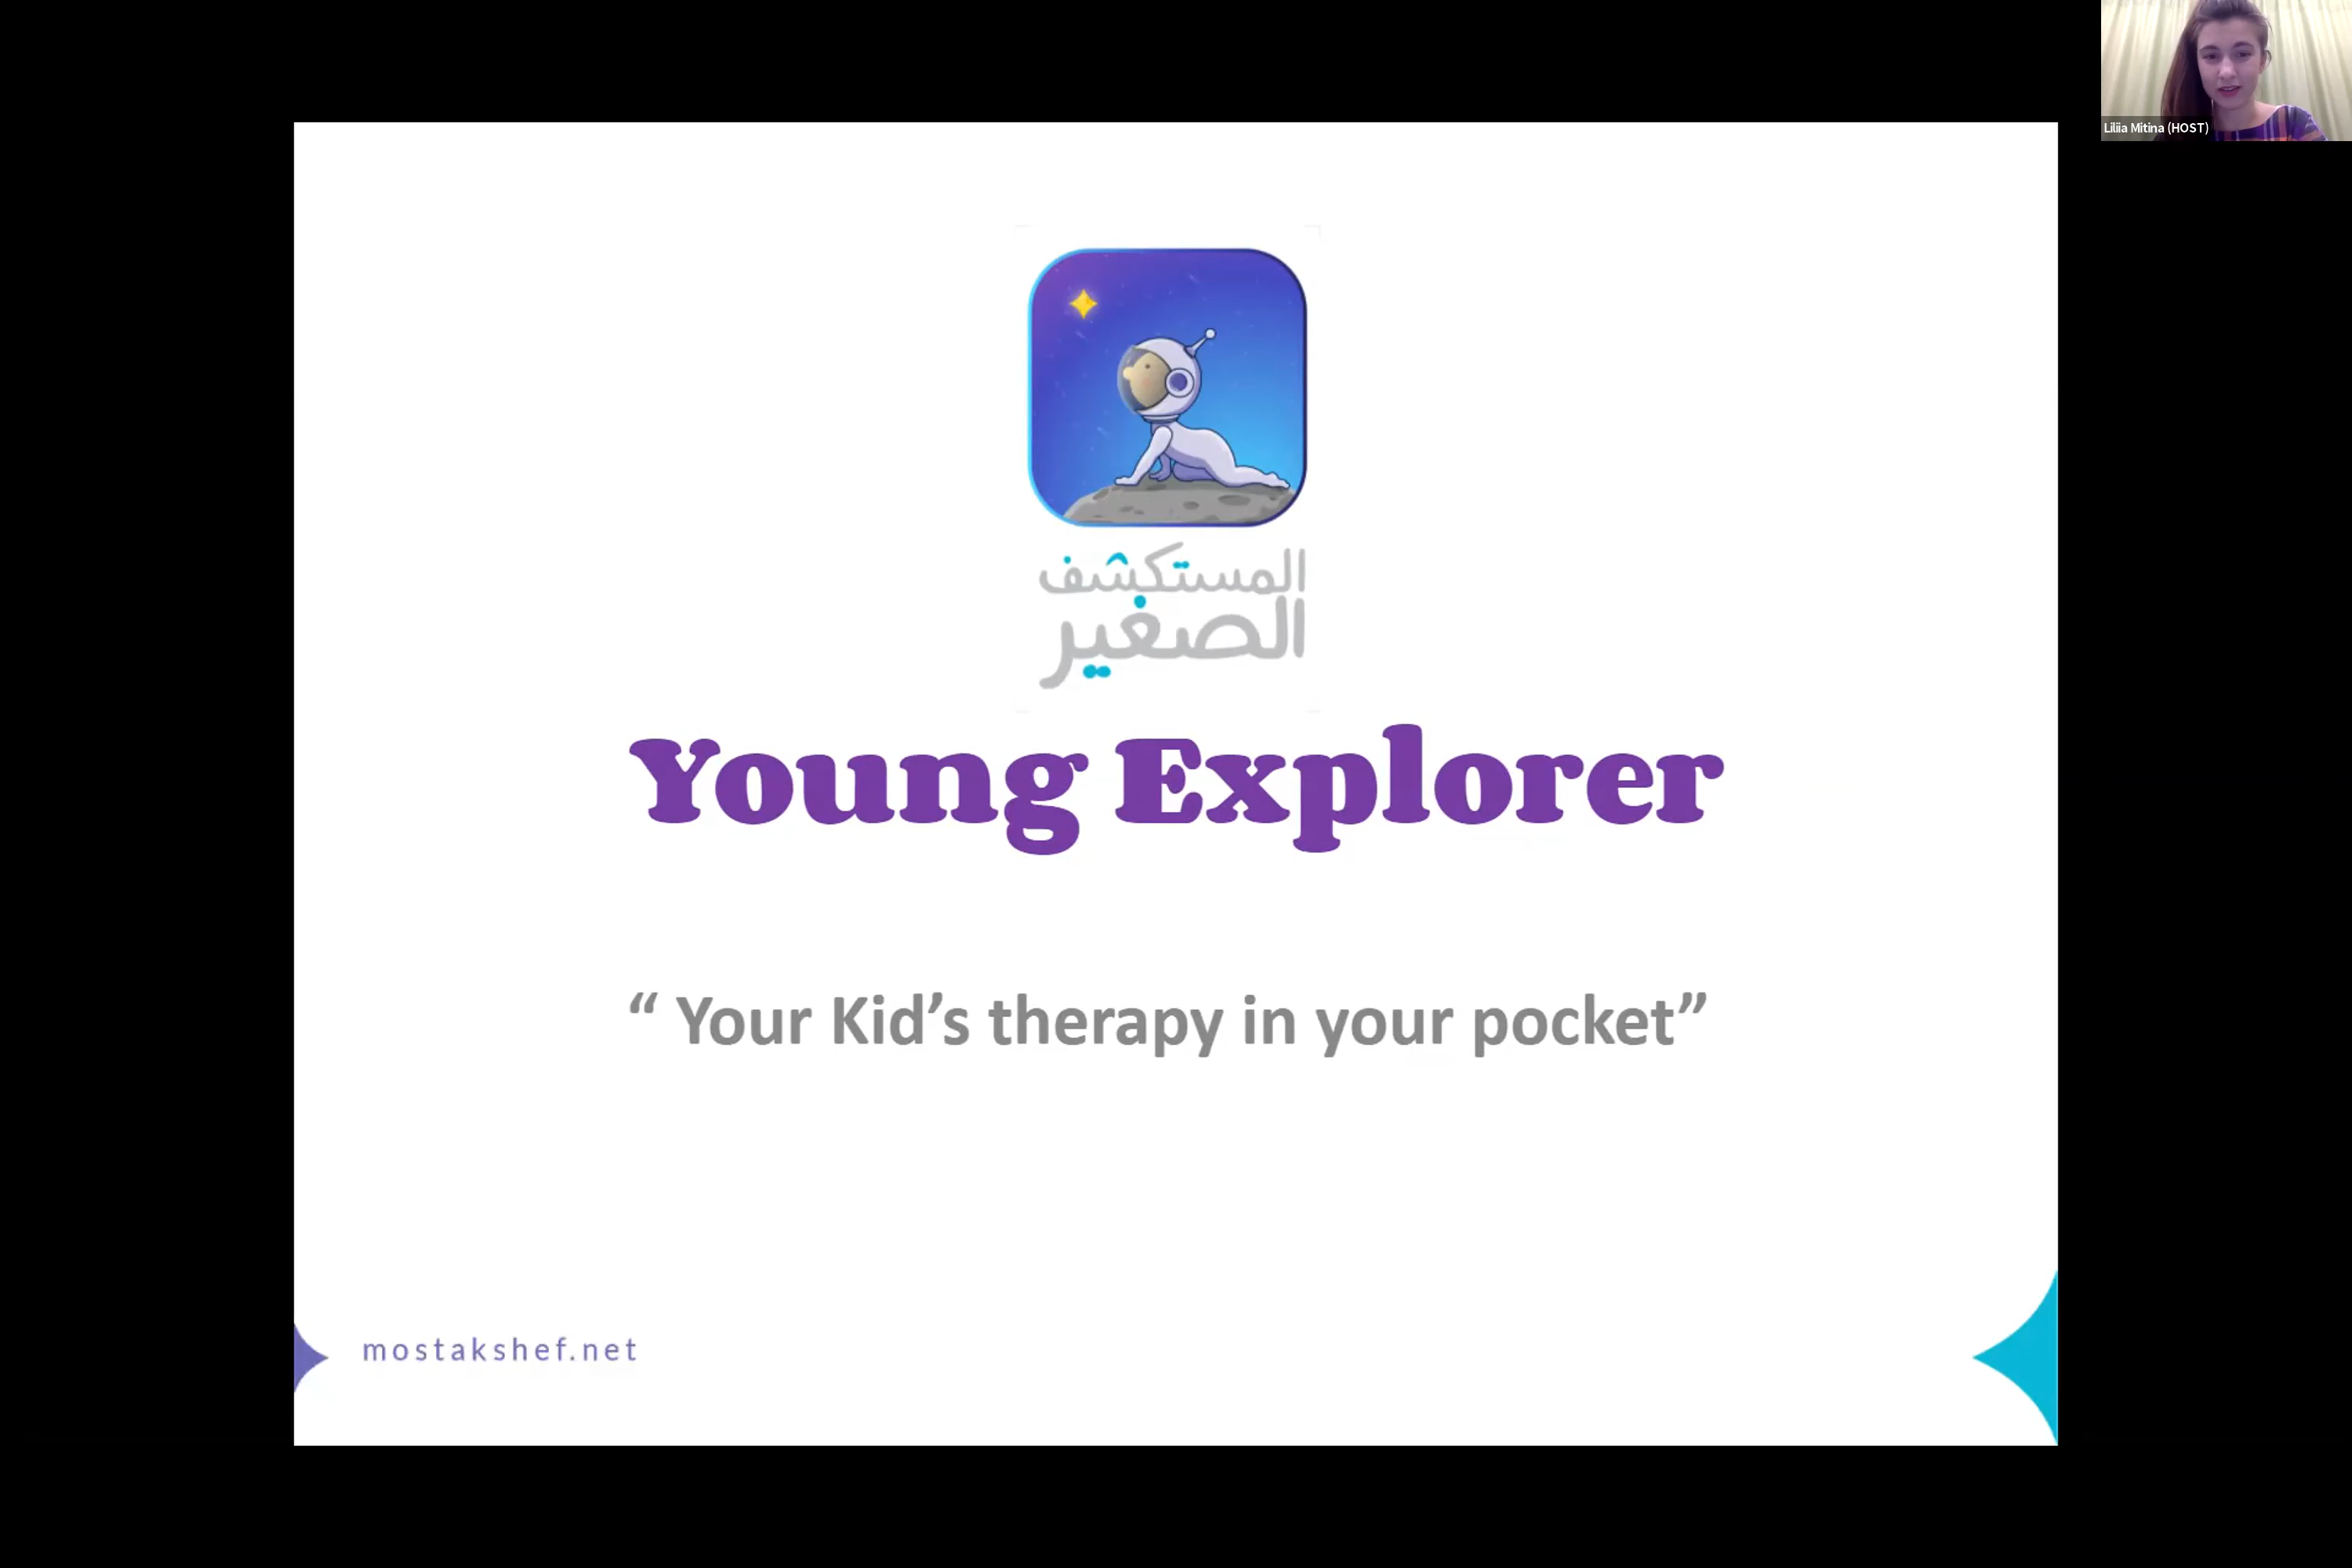 Liliia Mitina (HOST)
المستكشف
الصغير
Young Explorer
“ Your Kid’s therapy in your pocket”
mostakshef.net